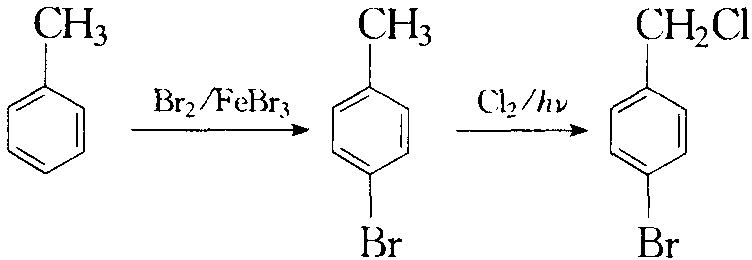 CH₃ CH₃ CH₂Cl
Br₂/FeBr₃ Cl₂/hν
Br Br